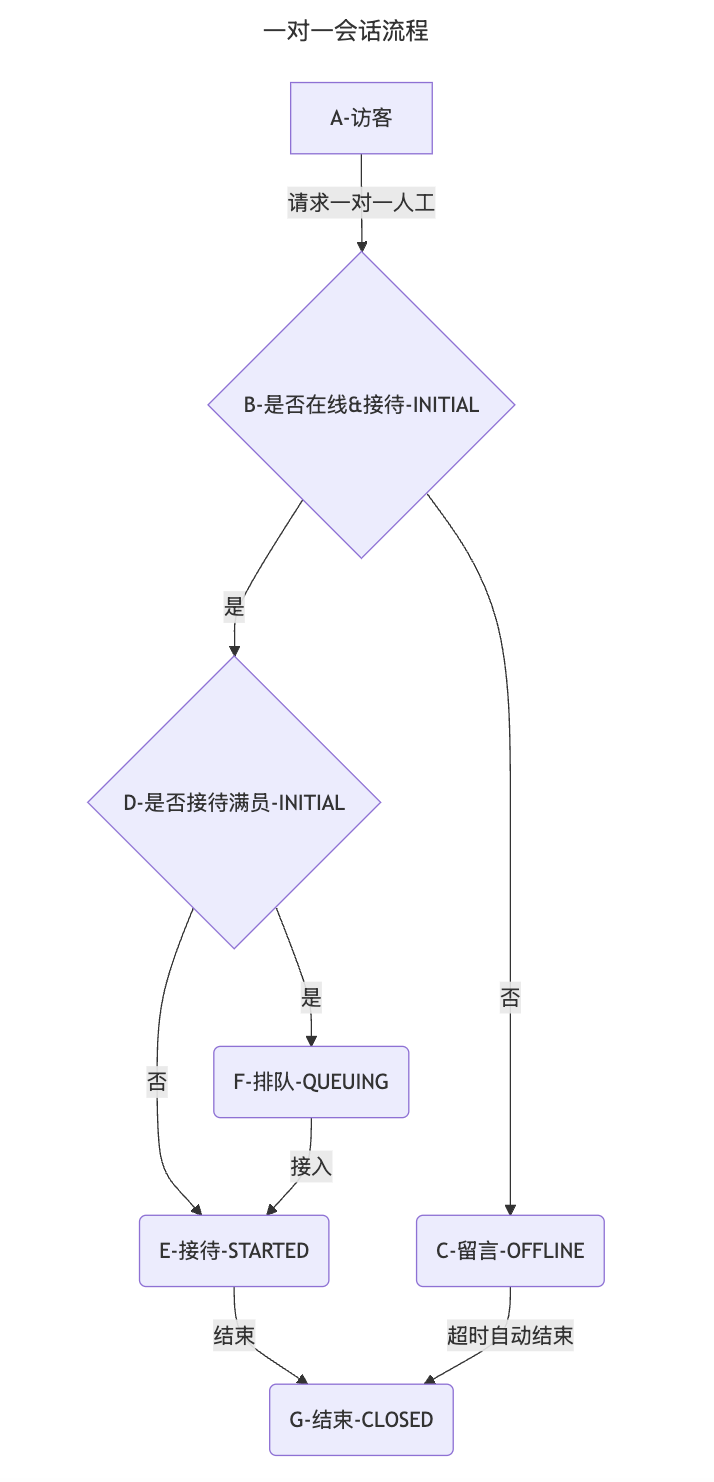 一对一会话流程
A-访客
请求一对一人工
B-是否在线&接待-INITIAL
是
D-是否接待满员-INITIAL
是
否
F-排队-QUEUING
否
接入
E-接待-STARTED
C-留言-OFFLINE
结束
超时自动结束
G-结束-CLOSED